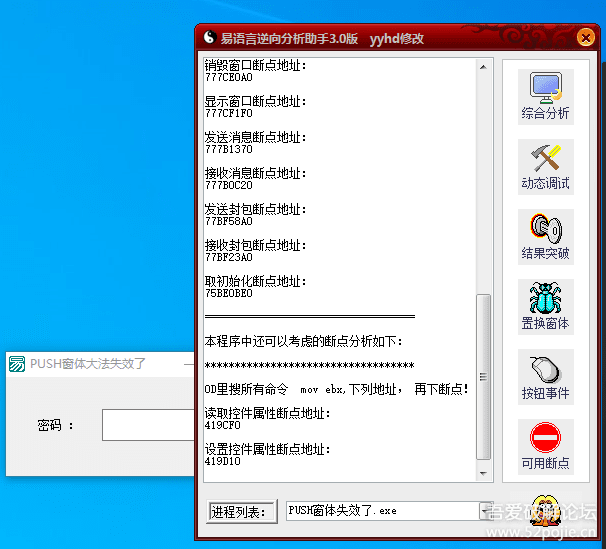 易语言逆向分析助手3.0版 yyhd修改
销毁窗口断点地址:
777CE0A0
显示窗口断点地址:
777CF1F0
发送消息断点地址:
777B1370
接收消息断点地址:
777B0C20
发送封包断点地址:
77BF58A0
接收封包断点地址:
77BF23A0
取初始化断点地址:
75BE0BE0
本程序中还可以考虑的断点分析如下:
***********************************
OD里搜所有命令 mov ebx,下列地址, 再下断点!
读取控件属性断点地址:
419CF0
设置控件属性断点地址:
419D10
综合分析
动态调试
结果突破
置换窗体
按钮事件
可用断点
进程列表:
PUSH窗体失效了.exe
易 PUSH窗体大法失效了
密码 :
吾爱破解论坛
www.52pojie.cn